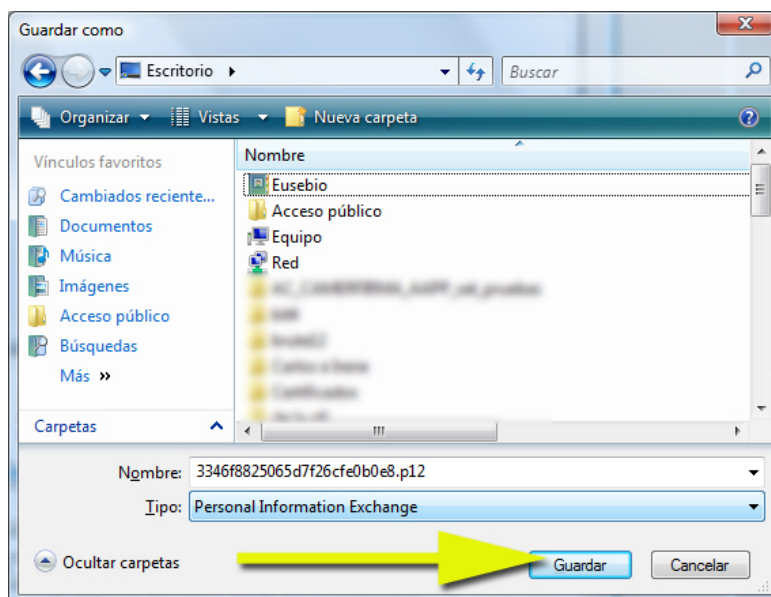 Guardar como
Escritorio
Buscar
Organizar Vistas Nueva carpeta
Vínculos favoritos
Cambiados reciente...
Documentos
Música
Imágenes
Acceso público
Búsquedas
Más »
Carpetas
Nombre
Eusebio
Acceso público
Equipo
Red
Nombre: 3346f8825065d7f26cfe0b0e8.p12
Tipo: Personal Information Exchange
Ocultar carpetas Guardar Cancelar